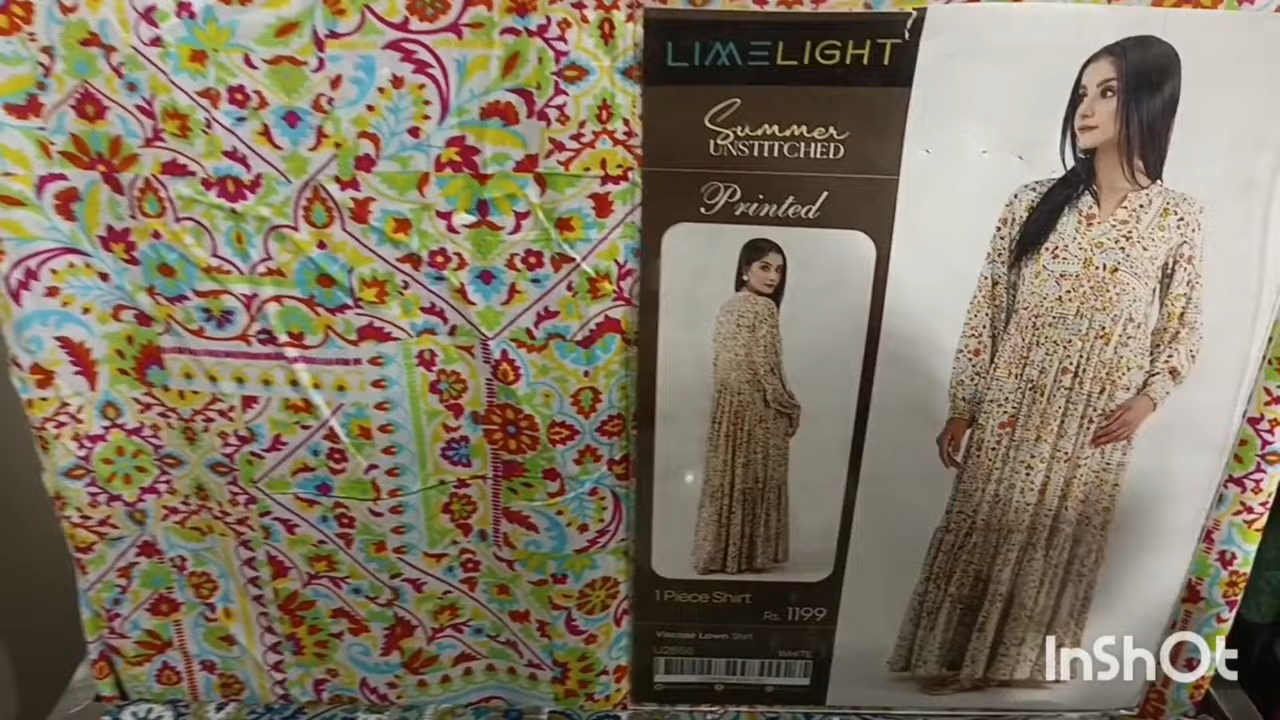 LIMELIGHT
Summer
UNSTITCHED
Printed
1 Piece Shirt
Rs. 1199
Viscose Lawn Shirt
WHITE
InShOt